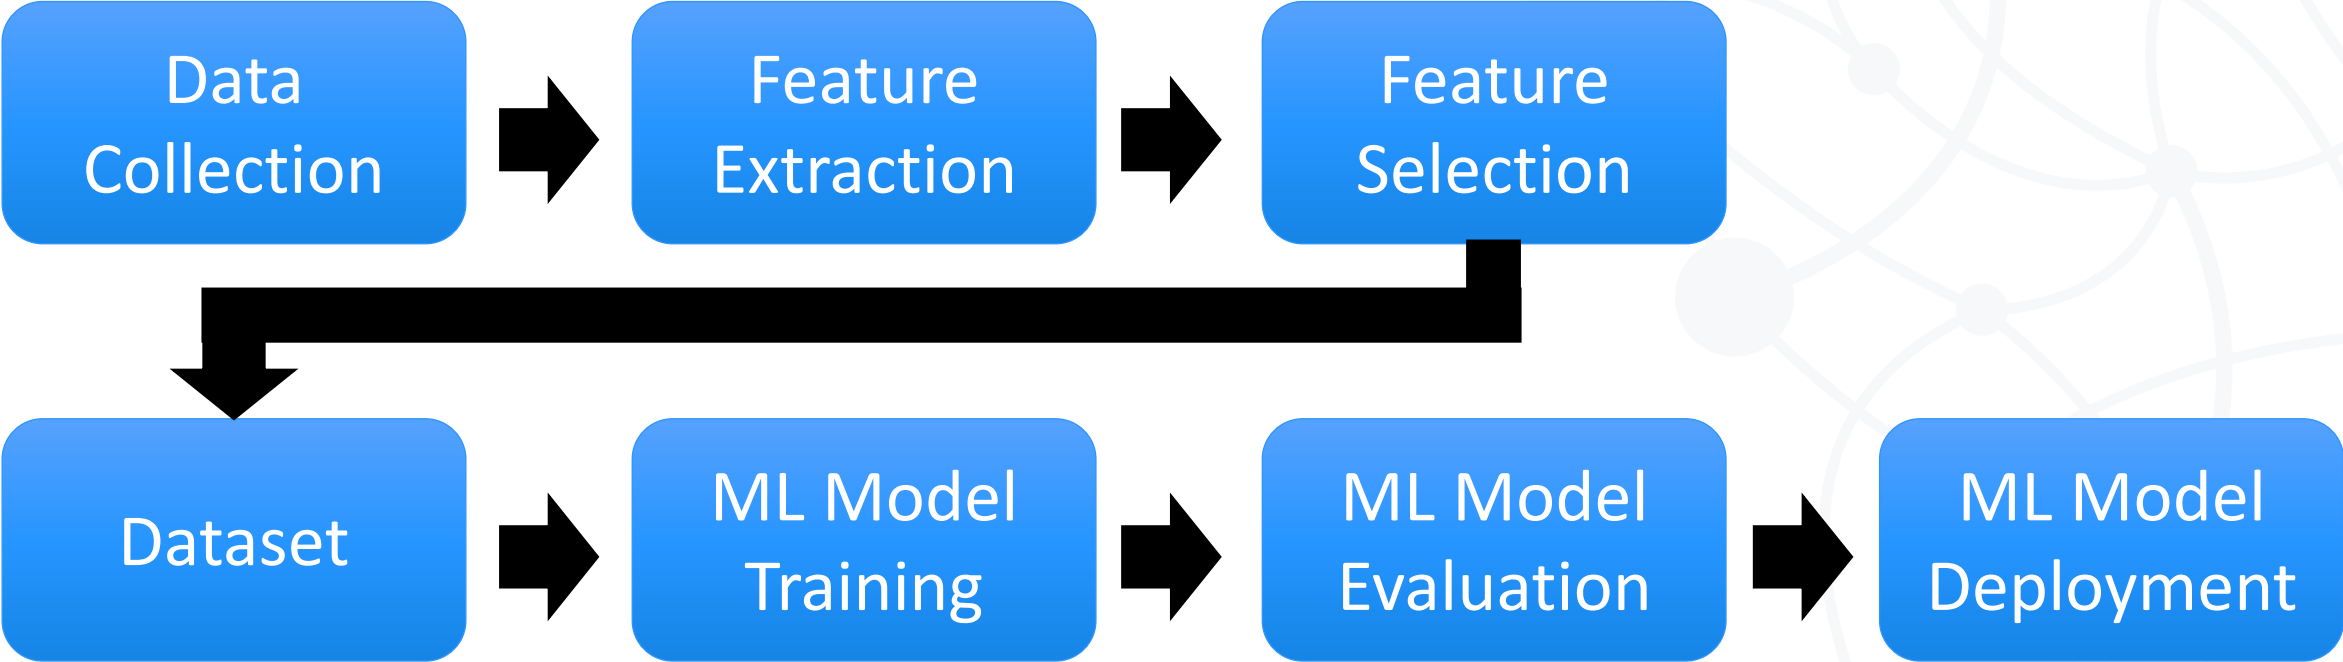 Data
Collection
Feature
Extraction
Feature
Selection
Dataset
ML Model
Training
ML Model
Evaluation
ML Model
Deployment